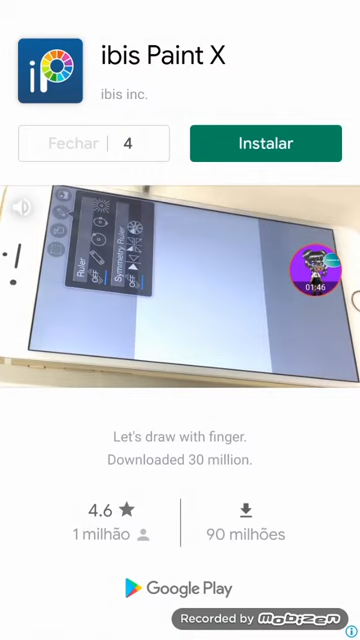 ibis Paint X
ibis inc.
Fechar | 4
Instalar
Ruler
OFF
Symmetry Ruler
OFF
01:46
Let's draw with finger.
Downloaded 30 million.
4.6 ★
1 milhão
90 milhões
Google Play
Recorded by mobizen